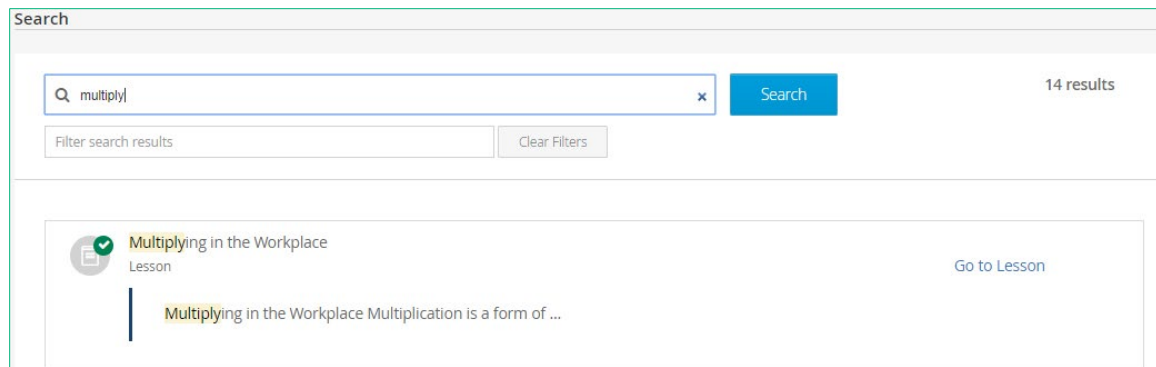 Search
multiply
×
Search
14 results
Filter search results
Clear Filters
Multiplying in the Workplace
Lesson
Go to Lesson
Multiplying in the Workplace Multiplication is a form of ...